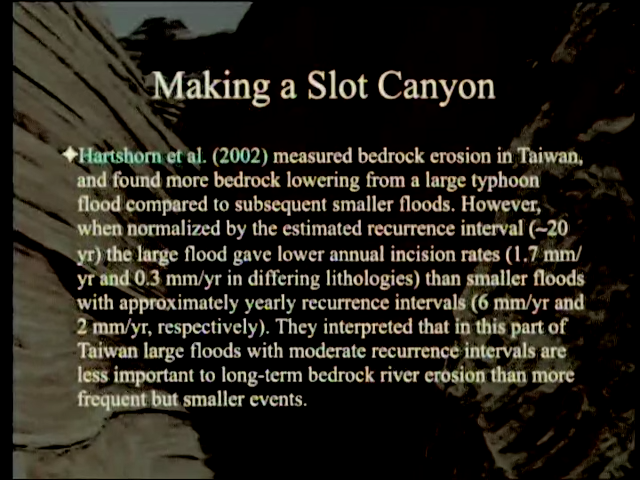 Making a Slot Canyon
✦Hartshorn et al. (2002) measured bedrock erosion in Taiwan,
and found more bedrock lowering from a large typhoon
flood compared to subsequent smaller floods. However,
when normalized by the estimated recurrence interval (~20
yr) the large flood gave lower annual incision rates (1.7 mm/
yr and 0.3 mm/yr in differing lithologies) than smaller floods
with approximately yearly recurrence intervals (6 mm/yr and
2 mm/yr, respectively). They interpreted that in this part of
Taiwan large floods with moderate recurrence intervals are
less important to long-term bedrock river erosion than more
frequent but smaller events.